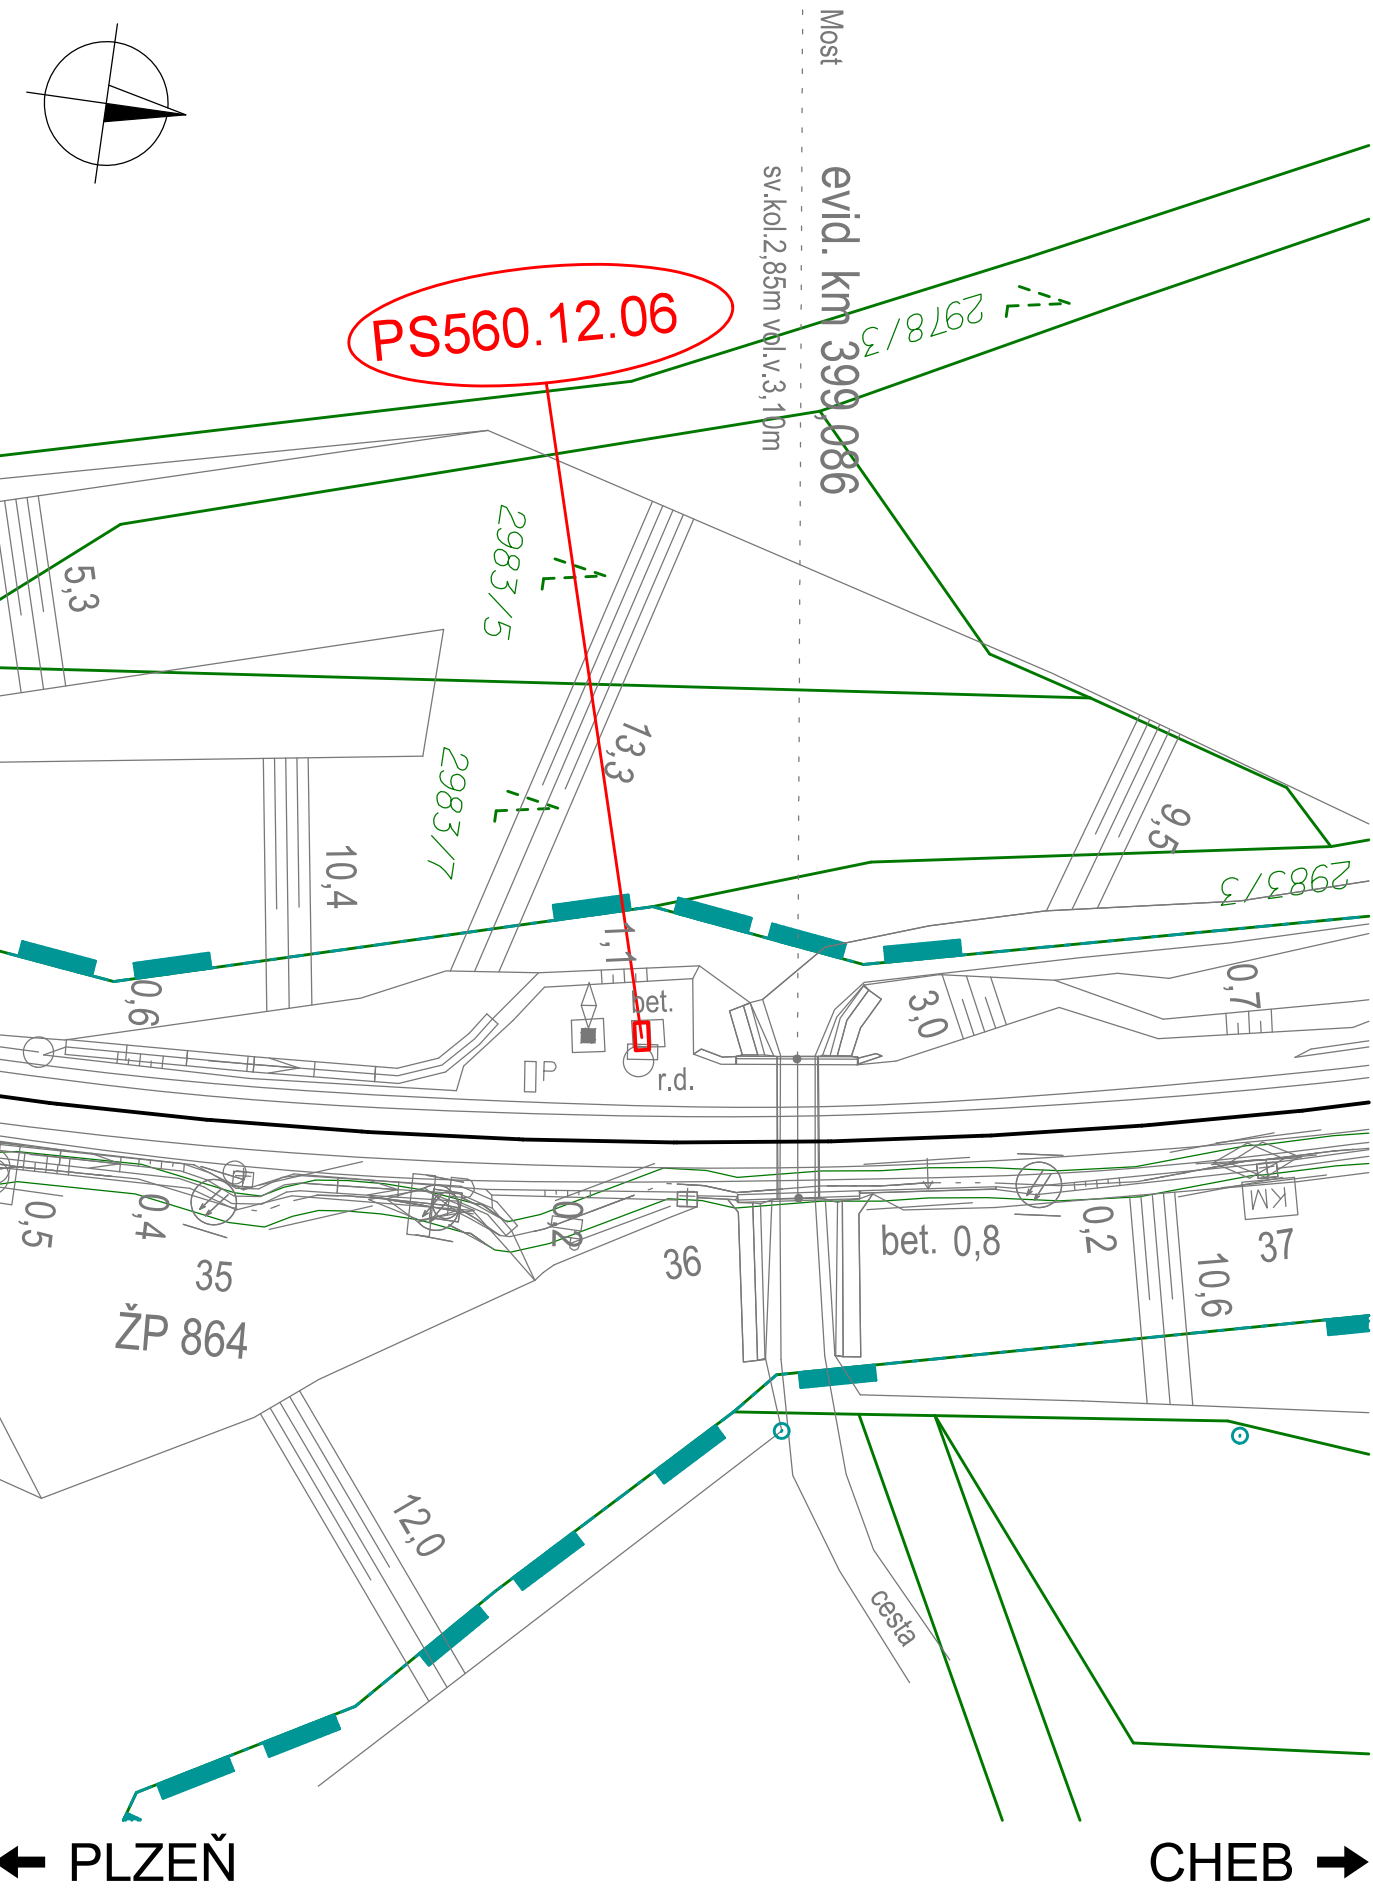 Most
evid. km 399,086
sv.kol.2,85m vol.v.3,10m
PS560.12.06
2978/3
2983/5
5,3
13,3
2983/7
9,5
10,4
2983/3
1,1
0,6
bet.
3,0
0,7
P
r.d.
0,5
0,4
0,2
35
36
bet. 0,8
0,2
KM
37
10,6
ŽP 864
12,0
cesta
PLZEŇ
CHEB